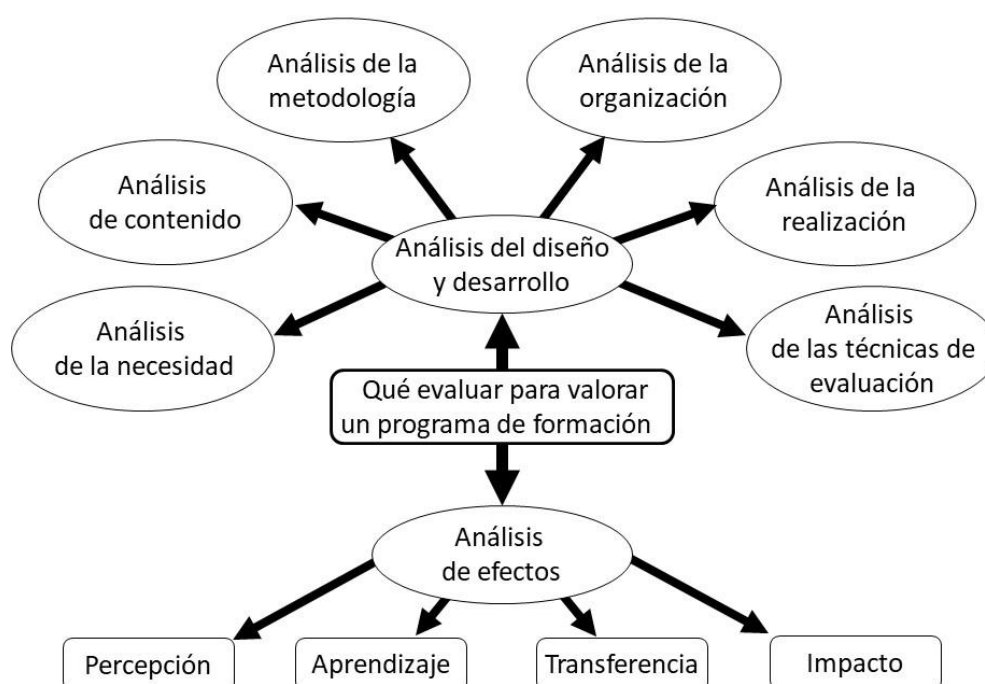 Análisis de la
metodología
Análisis de la
organización
Análisis
de contenido
Análisis de la
realización
Análisis del diseño
y desarrollo
Análisis
de la necesidad
Análisis
de las técnicas de
evaluación
Qué evaluar para valorar
un programa de formación
Análisis
de efectos
Percepción
Aprendizaje
Transferencia
Impacto